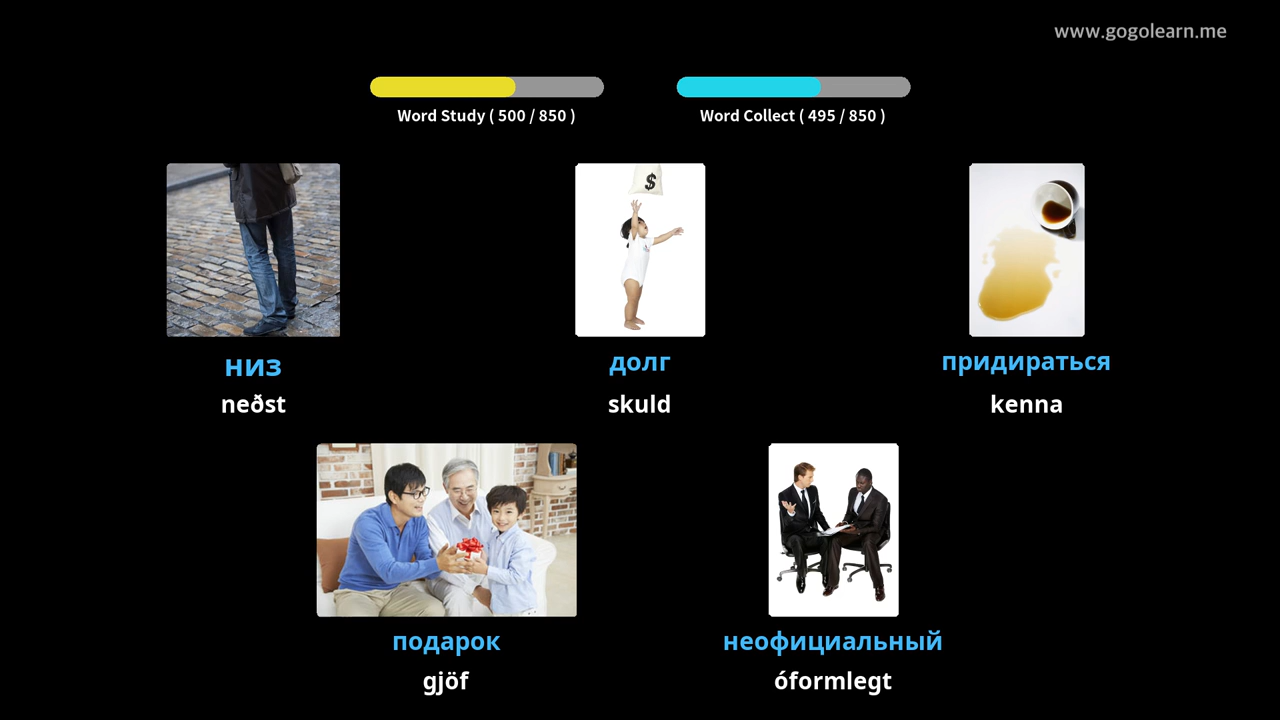 www.gogolearn.me
Word Study ( 500 / 850 )
Word Collect ( 495 / 850 )
$
низ
neðst
долг
skuld
придираться
kenna
подарок
gjöf
неофициальный
óformlegt